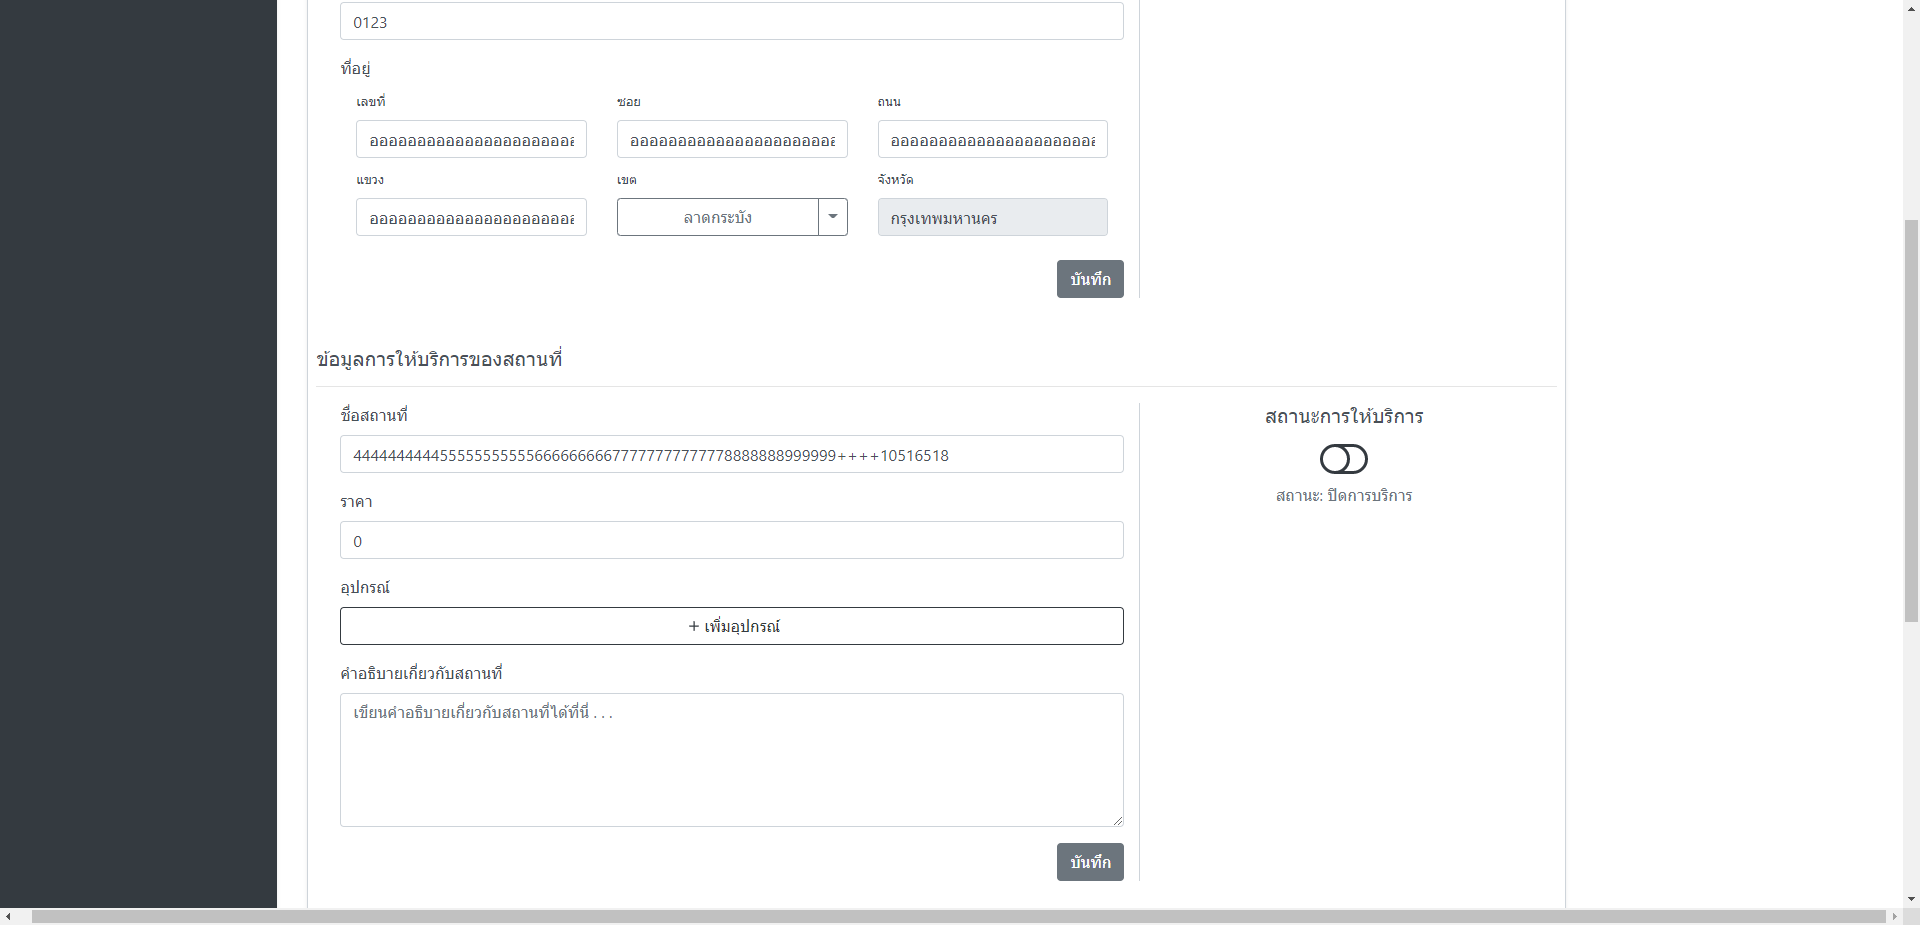 0123
ที่อยู่
เลขที่ ซอย ถนน
แขวง เขต จังหวัด
ลาดกระบัง กรุงเทพมหานคร
บันทึก
ข้อมูลการให้บริการของสถานที่
ชื่อสถานที่ สถานะการให้บริการ
สถานะ: ปิดการบริการ
ราคา
0
อุปกรณ์
+ เพิ่มอุปกรณ์
คำอธิบายเกี่ยวกับสถานที่
เขียนคำอธิบายเกี่ยวกับสถานที่ได้ที่นี่ . . .
บันทึก